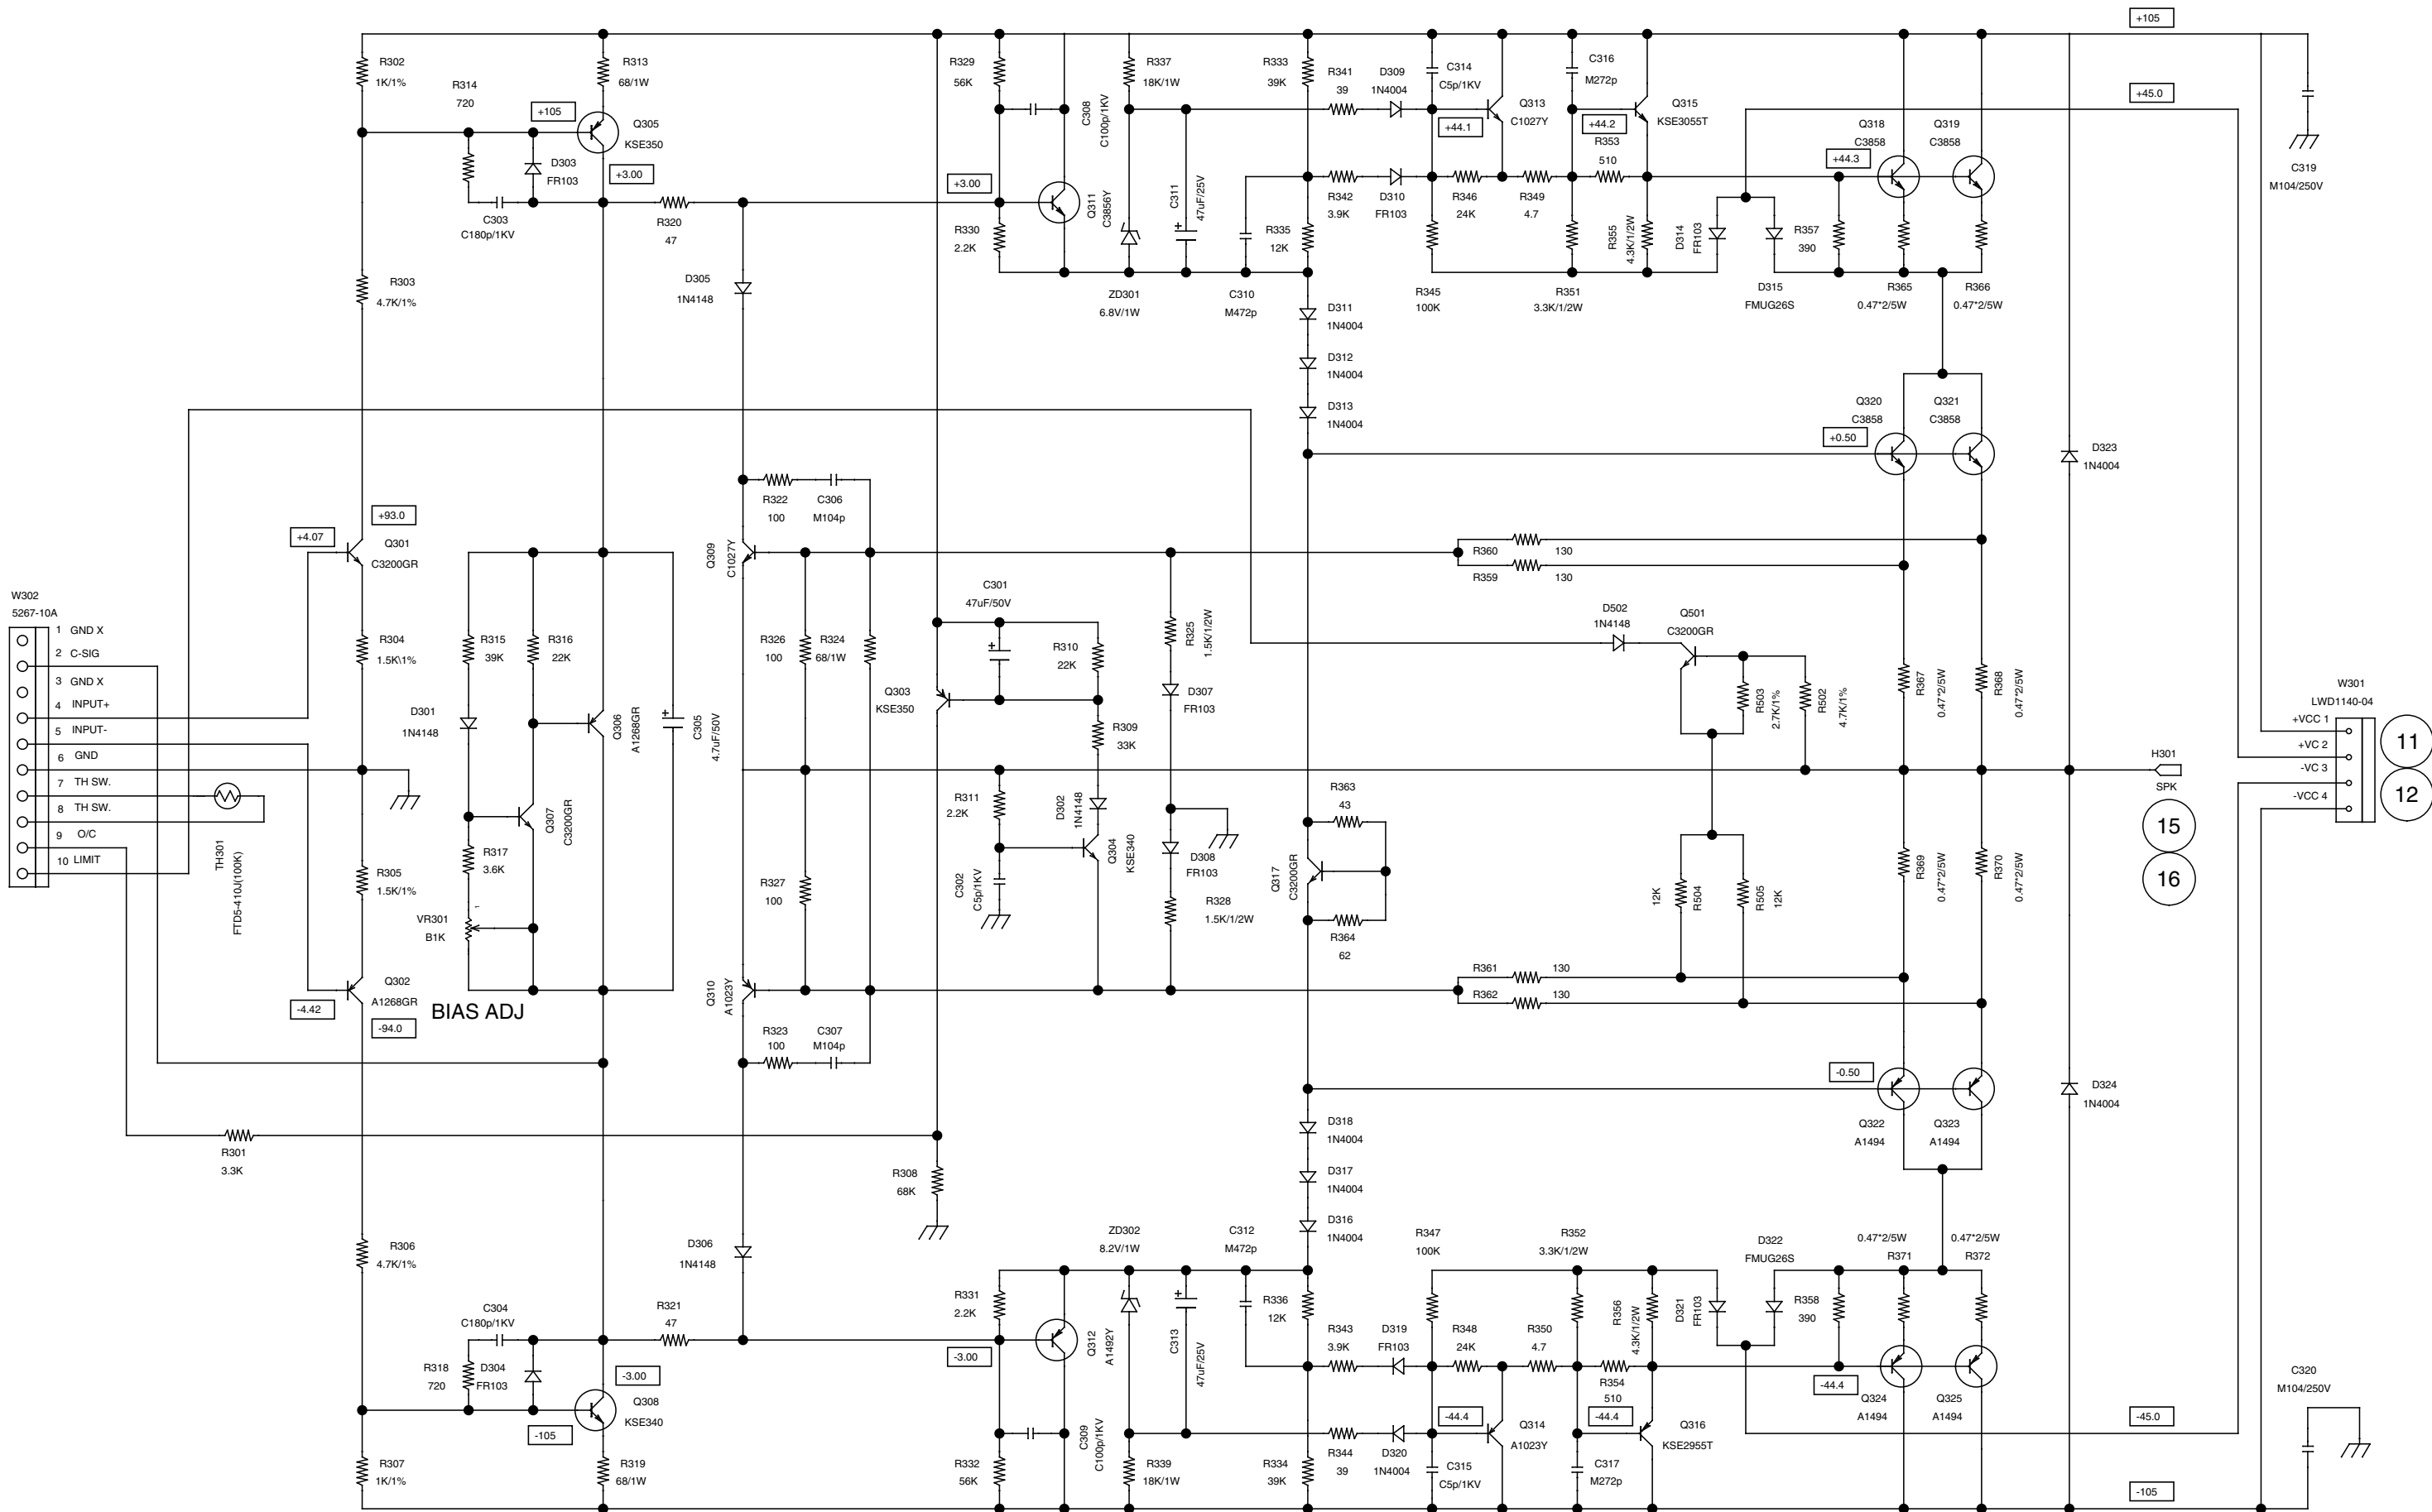 +105
R302
1K/1%
R314
720
R313
68/1W
+105
Q305
KSE350
D303
FR103
+3.00
C303
C180p/1KV
R320
47
R303
4.7K/1%
D305
1N4148
R329
56K
C308
C100p/1KV
R337
18K/1W
R333
39K
R341
39
D309
1N4004
C314
C5p/1KV
Q313
C1027Y
C316
M272p
Q315
KSE3055T
+45.0
+44.1
+44.2
R353
510
Q318
C3858
Q319
C3858
+44.3
C319
M104/250V
+3.00
Q311
C3856Y
C311
47uF/25V
R330
2.2K
R335
12K
R342
3.9K
D310
FR103
R346
24K
R349
4.7
R355
4.3K/1/2W
D314
FR103
R357
390
ZD301
6.8V/1W
C310
M472p
R345
100K
R351
3.3K/1/2W
D315
FMUG26S
R365
0.47*2/5W
R366
0.47*2/5W
D311
1N4004
D312
1N4004
D313
1N4004
Q320
C3858
Q321
C3858
+0.50
D323
1N4004
R322
100
C306
M104p
+93.0
+4.07
Q301
C3200GR
Q309
C1027Y
R360
130
R359
130
W302
5267-10A
1 GND X
2 C-SIG
3 GND X
4 INPUT+
5 INPUT-
6 GND
7 TH SW.
8 TH SW.
9 O/C
10 LIMIT
R304
1.5K\1%
R315
39K
R316
22K
R326
100
R324
68/1W
C301
47uF/50V
R310
22K
R325
1.5K/1/2W
D502
1N4148
Q501
C3200GR
Q303
KSE350
D307
FR103
R503
2.7K/1%
R502
4.7K/1%
R367
0.47*2/5W
R368
0.47*2/5W
D301
1N4148
Q306
A1268GR
C305
4.7uF/50V
R309
33K
W301
LWD1140-04
+VCC 1
+VC 2
-VC 3
-VCC 4
11
12
H301
SPK
15
16
TH301
FTD5-410J(100K)
Q307
C3200GR
R311
2.2K
D302
1N4148
Q304
KSE340
R363
43
D308
FR103
R317
3.6K
R305
1.5K/1%
VR301
B1K
R327
100
C302
C5p/1KV
R328
1.5K/1/2W
Q317
C3200GR
R364
62
12K
R504
R505
12K
R369
0.47*2/5W
R370
0.47*2/5W
Q302
A1268GR
-4.42
-94.0
BIAS ADJ
Q310
A1023Y
R361
130
R362
130
R323
100
C307
M104p
-0.50
D324
1N4004
Q322
A1494
Q323
A1494
R301
3.3K
R308
68K
D318
1N4004
D317
1N4004
D316
1N4004
R306
4.7K/1%
D306
1N4148
ZD302
8.2V/1W
C312
M472p
R347
100K
R352
3.3K/1/2W
D322
FMUG26S
0.47*2/5W
R371
0.47*2/5W
R372
C304
C180p/1KV
R321
47
R331
2.2K
Q312
A1492Y
C313
47uF/25V
R336
12K
R343
3.9K
D319
FR103
R348
24K
R350
4.7
R356
4.3K/1/2W
D321
FR103
R358
390
R318
720
D304
FR103
-3.00
-3.00
R354
510
-44.4
Q324
A1494
Q325
A1494
C320
M104/250V
Q308
KSE340
-105
C309
C100p/1KV
-44.4
Q314
A1023Y
-44.4
Q316
KSE2955T
-45.0
R307
1K/1%
R319
68/1W
R332
56K
R339
18K/1W
R334
39K
R344
39
D320
1N4004
C315
C5p/1KV
C317
M272p
-105